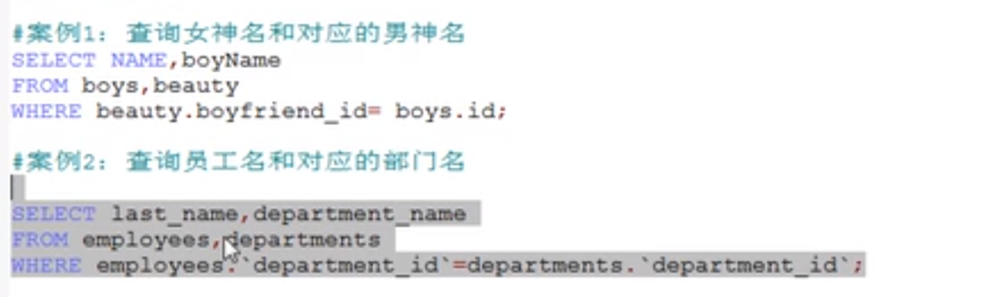 #案例1：查询女神名和对应的男神名
SELECT NAME,boyName
FROM boys,beauty
WHERE beauty.boyfriend_id= boys.id;
#案例2：查询员工名和对应的部门名
SELECT last_name,department_name
FROM employees,departments
WHERE employees.`department_id`=departments.`department_id`;